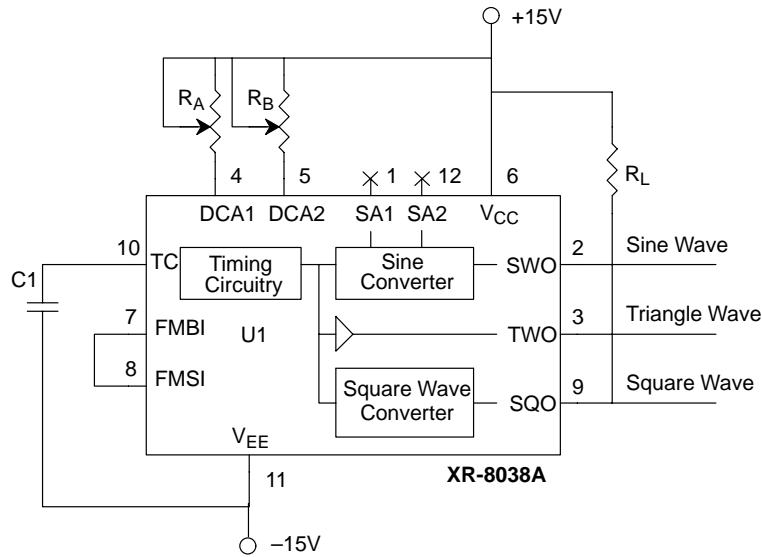 +15V
RA
RB
4
5
1
12
6
RL
DCA1
DCA2
SA1
SA2
VCC
10
TC
Timing
Circuitry
Sine
Converter
SWO
2
Sine Wave
C1
7
FMBI
U1
TWO
3
Triangle Wave
8
FMSI
Square Wave
Converter
SQO
9
Square Wave
VEE
11
XR-8038A
–15V